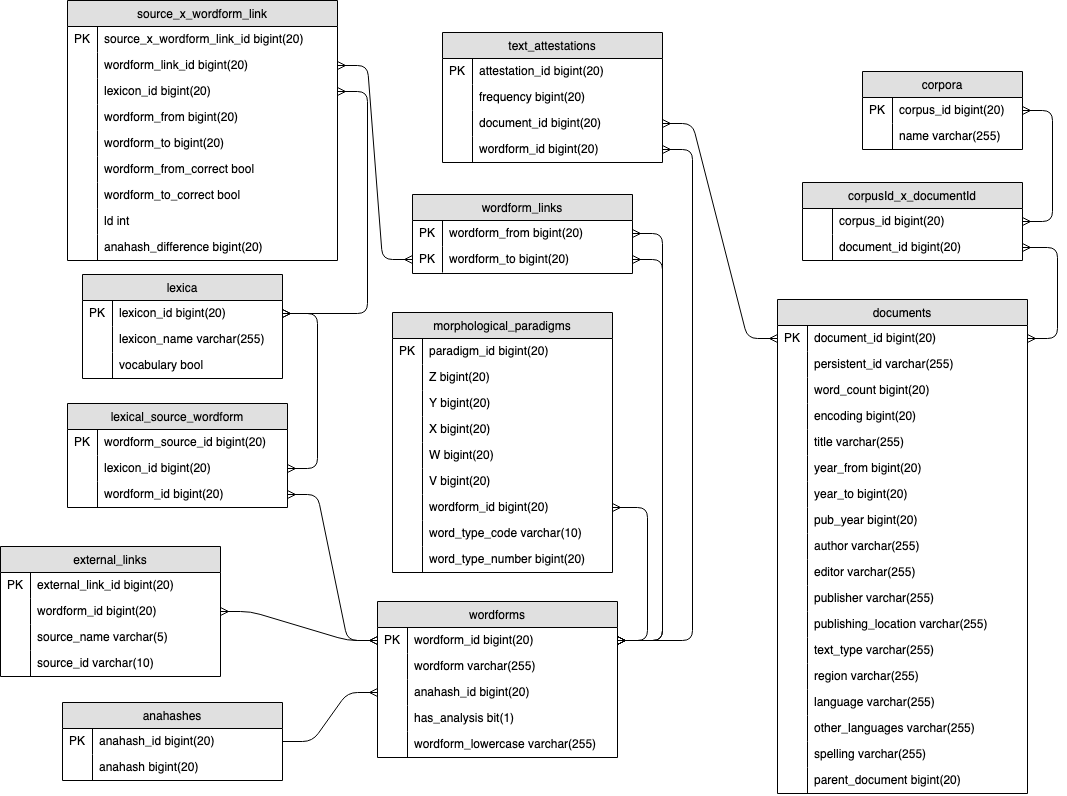 source_x_wordform_link
PK source_x_wordform_link_id bigint(20)
wordform_link_id bigint(20)
lexicon_id bigint(20)
wordform_from bigint(20)
wordform_to bigint(20)
wordform_from_correct bool
wordform_to_correct bool
ld int
anahash_difference bigint(20)
lexica
PK lexicon_id bigint(20)
lexicon_name varchar(255)
vocabulary bool
lexical_source_wordform
PK wordform_source_id bigint(20)
lexicon_id bigint(20)
wordform_id bigint(20)
external_links
PK external_link_id bigint(20)
wordform_id bigint(20)
source_name varchar(5)
source_id varchar(10)
anahashes
PK anahash_id bigint(20)
anahash bigint(20)
text_attestations
PK attestation_id bigint(20)
frequency bigint(20)
document_id bigint(20)
wordform_id bigint(20)
wordform_links
PK wordform_from bigint(20)
PK wordform_to bigint(20)
morphological_paradigms
PK paradigm_id bigint(20)
Z bigint(20)
Y bigint(20)
X bigint(20)
W bigint(20)
V bigint(20)
wordform_id bigint(20)
word_type_code varchar(10)
word_type_number bigint(20)
wordforms
PK wordform_id bigint(20)
wordform varchar(255)
anahash_id bigint(20)
has_analysis bit(1)
wordform_lowercase varchar(255)
corpora
PK corpus_id bigint(20)
name varchar(255)
corpusId_x_documentId
corpus_id bigint(20)
document_id bigint(20)
documents
PK document_id bigint(20)
persistent_id varchar(255)
word_count bigint(20)
encoding bigint(20)
title varchar(255)
year_from bigint(20)
year_to bigint(20)
pub_year bigint(20)
author varchar(255)
editor varchar(255)
publisher varchar(255)
publishing_location varchar(255)
text_type varchar(255)
region varchar(255)
language varchar(255)
other_languages varchar(255)
spelling varchar(255)
parent_document bigint(20)